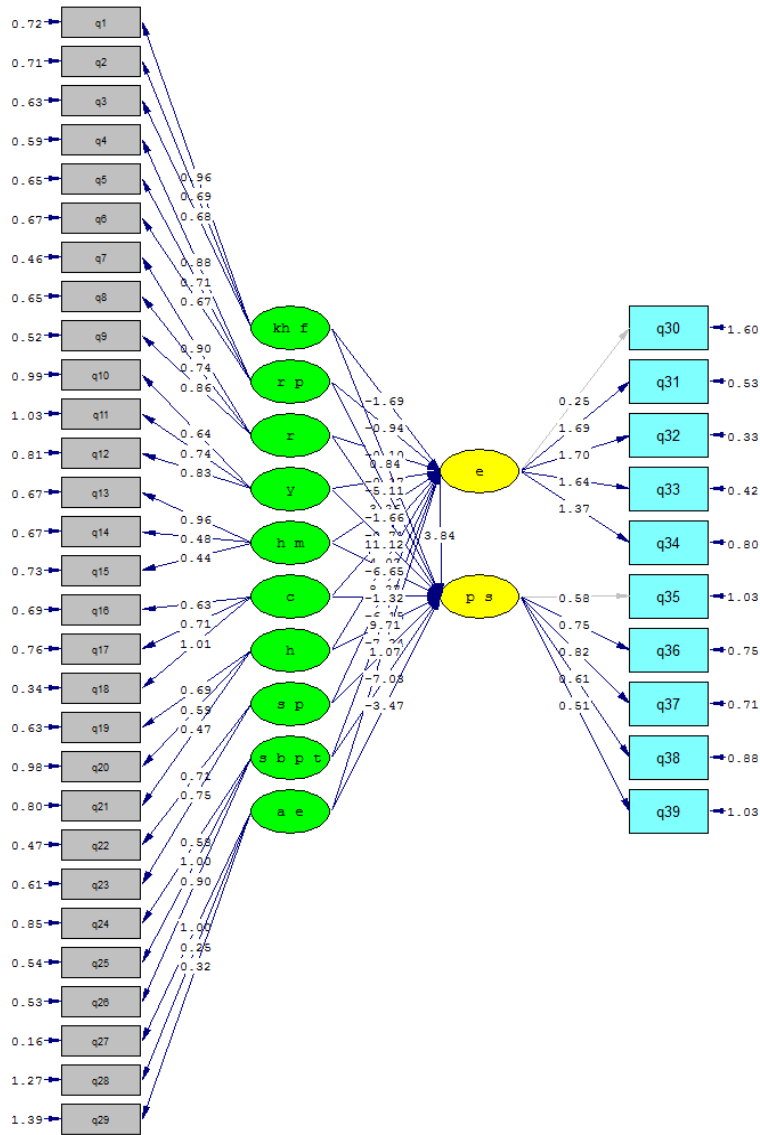 0.72 q1
0.71 q2
0.63 q3
0.59 q4
0.65 q5
0.67 q6
0.46 q7
0.65 q8
0.52 q9
0.99 q10
1.03 q11
0.81 q12
0.67 q13
0.67 q14
0.73 q15
0.69 q16
0.76 q17
0.34 q18
0.63 q19
0.98 q20
0.80 q21
0.47 q22
0.61 q23
0.85 q24
0.54 q25
0.53 q26
0.16 q27
1.27 q28
1.39 q29
0.96
0.69
0.68
0.88
0.71
0.67
0.90
0.74
0.86
0.64
0.74
0.83
0.96
0.48
0.44
0.63
0.71
1.01
0.69
0.59
0.47
0.71
0.75
0.58
1.00
0.90
1.00
0.25
0.32
kh f
r p
r
y
h m
c
h
s p
s b p t
a e
-1.69
-0.94
0.84
-5.11
-1.66
11.12
-6.65
-1.32
9.71
1.07
-7.03
-3.47
e
3.84
p s
0.25
1.69
1.70
1.64
1.37
0.58
0.75
0.82
0.61
0.51
q30 1.60
q31 0.53
q32 0.33
q33 0.42
q34 0.80
q35 1.03
q36 0.75
q37 0.71
q38 0.88
q39 1.03